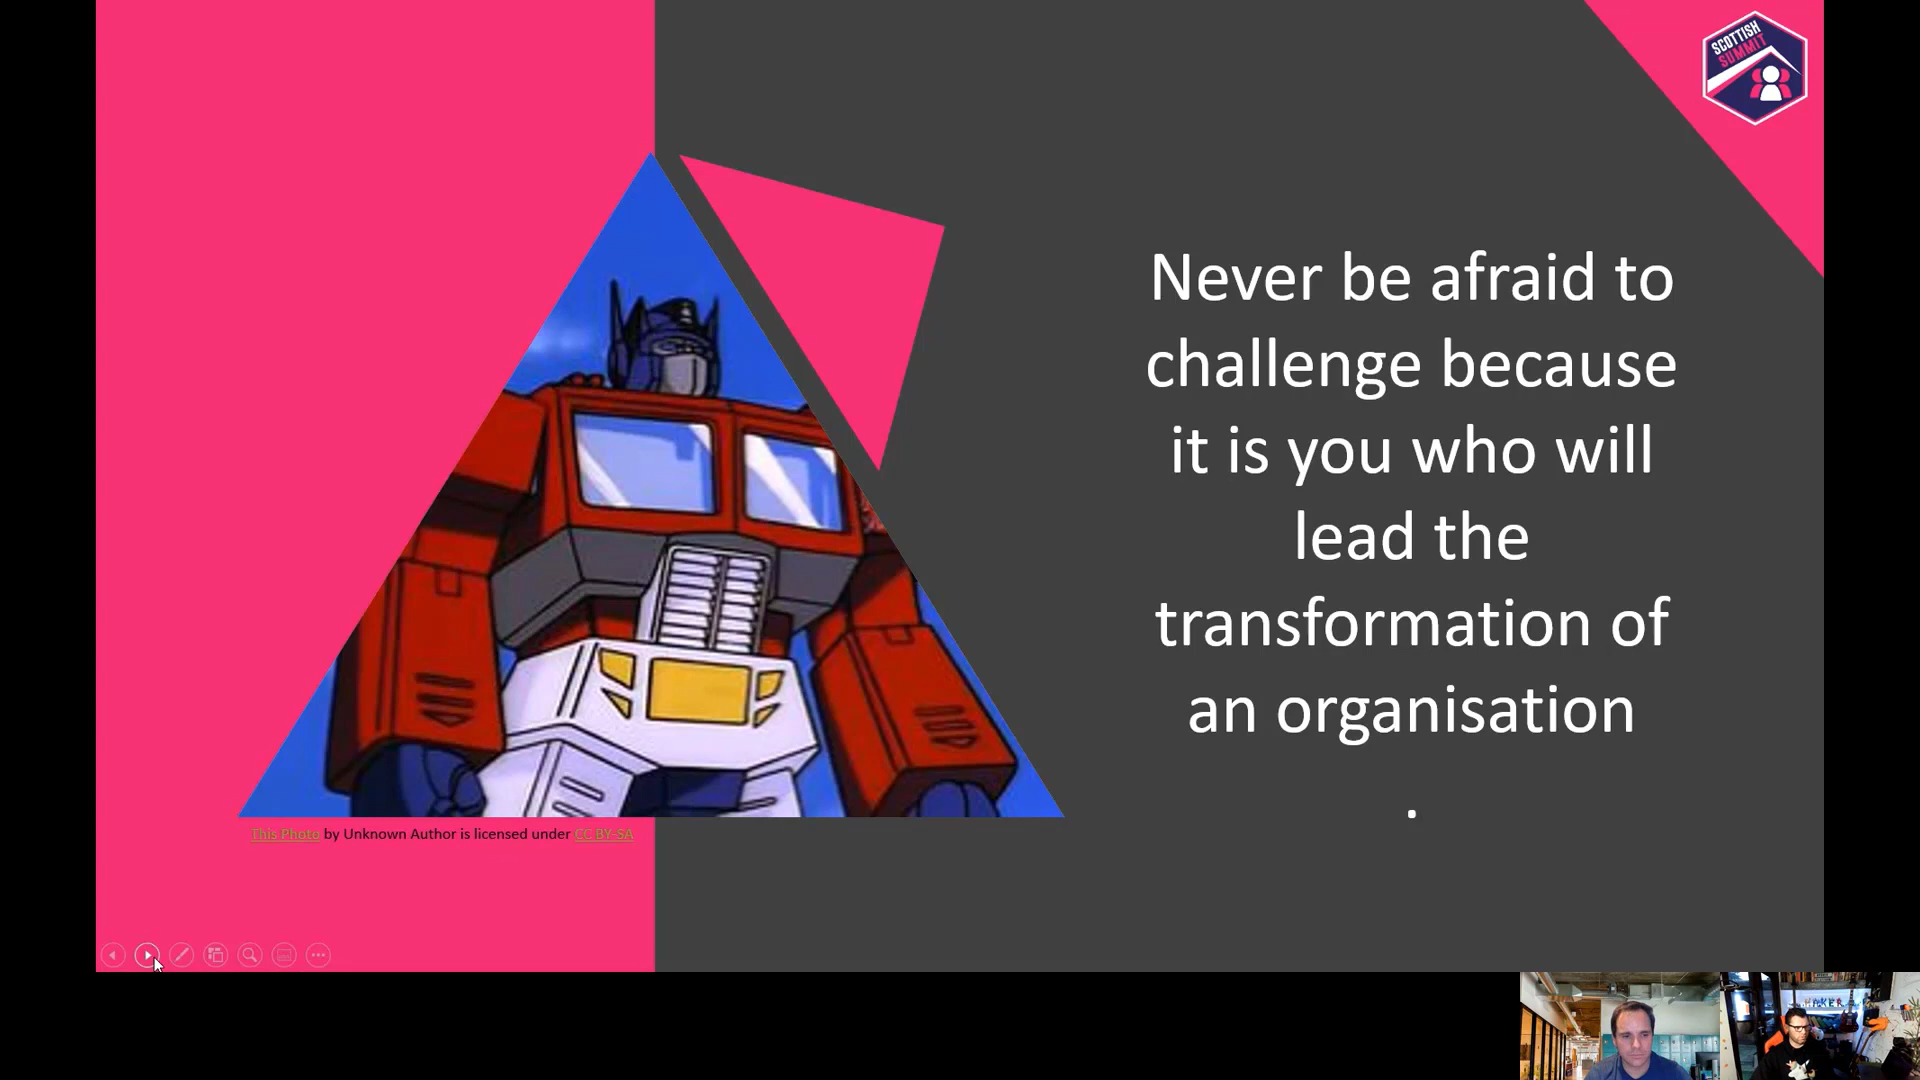 SCOTTISH
SUMMIT
Never be afraid to
challenge because
it is you who will
lead the
transformation of
an organisation
.
This Photo by Unknown Author is licensed under CC BY-SA